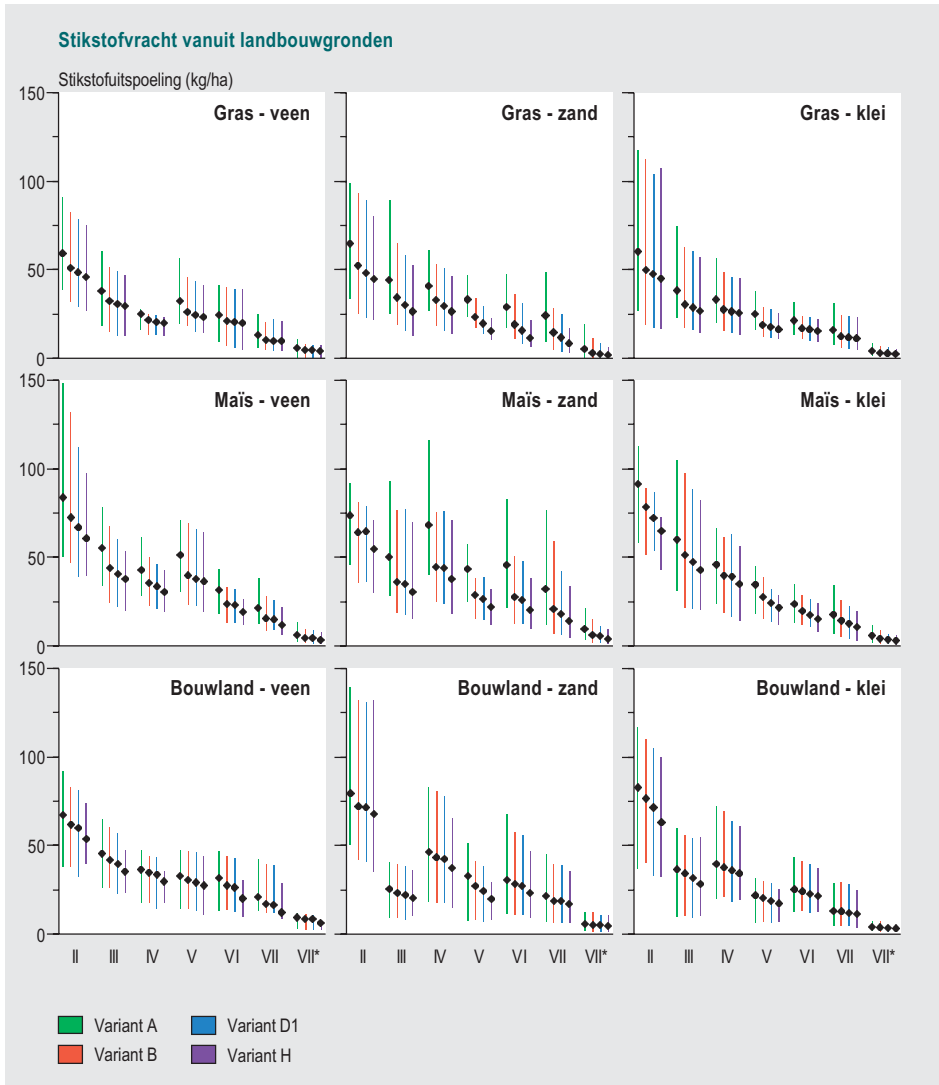 Stikstofvracht vanuit landbouwgronden
Stikstofuitspoeling (kg/ha)
150
100
50
0
Gras - veen
Gras - zand
Gras - klei
150
100
50
0
Maïs - veen
Maïs - zand
Maïs - klei
150
100
50
0
Bouwland - veen
Bouwland - zand
Bouwland - klei
II III IV V VI VII VII*
II III IV V VI VII VII*
II III IV V VI VII VII*
Variant A
Variant B
Variant D1
Variant H